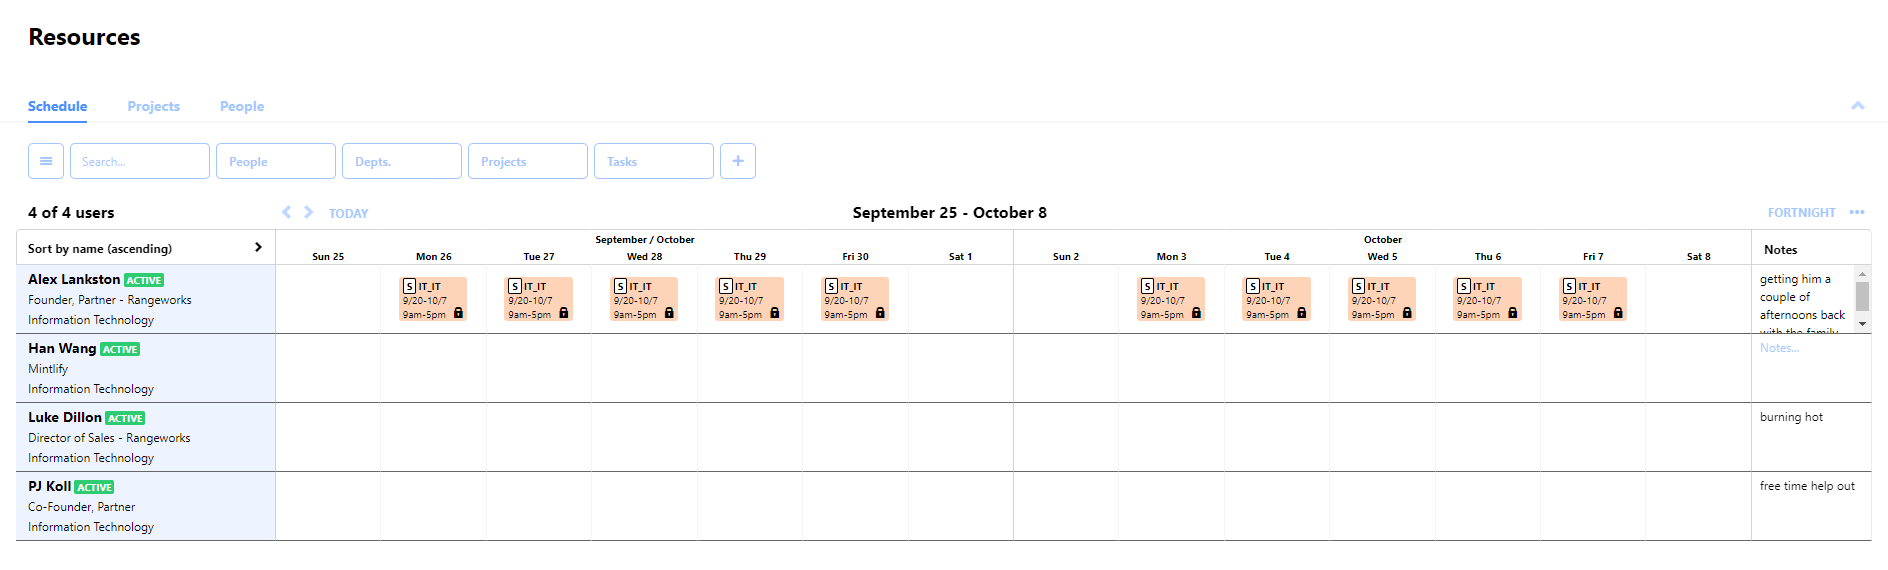 Resources
Schedule Projects People
Search... People Depts. Projects Tasks +
4 of 4 users TODAY September 25 - October 8 FORTNIGHT
Sort by name (ascending) September / October October Notes
Sun 25 Mon 26 Tue 27 Wed 28 Thu 29 Fri 30 Sat 1 Sun 2 Mon 3 Tue 4 Wed 5 Thu 6 Fri 7 Sat 8
Alex Lankston ACTIVE
Founder, Partner - Rangeworks
Information Technology
S IT_IT S IT_IT S IT_IT S IT_IT S IT_IT S IT_IT S IT_IT S IT_IT S IT_IT S IT_IT
9/20-10/7 9/20-10/7 9/20-10/7 9/20-10/7 9/20-10/7 9/20-10/7 9/20-10/7 9/20-10/7 9/20-10/7 9/20-10/7
9am-5pm 9am-5pm 9am-5pm 9am-5pm 9am-5pm 9am-5pm 9am-5pm 9am-5pm 9am-5pm 9am-5pm
getting him a
couple of
afternoons back
with the family
Han Wang ACTIVE
Mintlify
Information Technology
Notes...
Luke Dillon ACTIVE
Director of Sales - Rangeworks
Information Technology
burning hot
PJ Koll ACTIVE
Co-Founder, Partner
Information Technology
free time help out